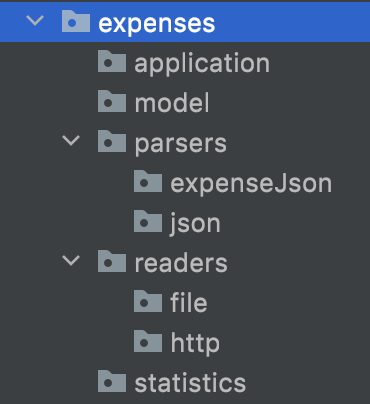 expenses
application
model
parsers
expenseJson
json
readers
file
http
statistics